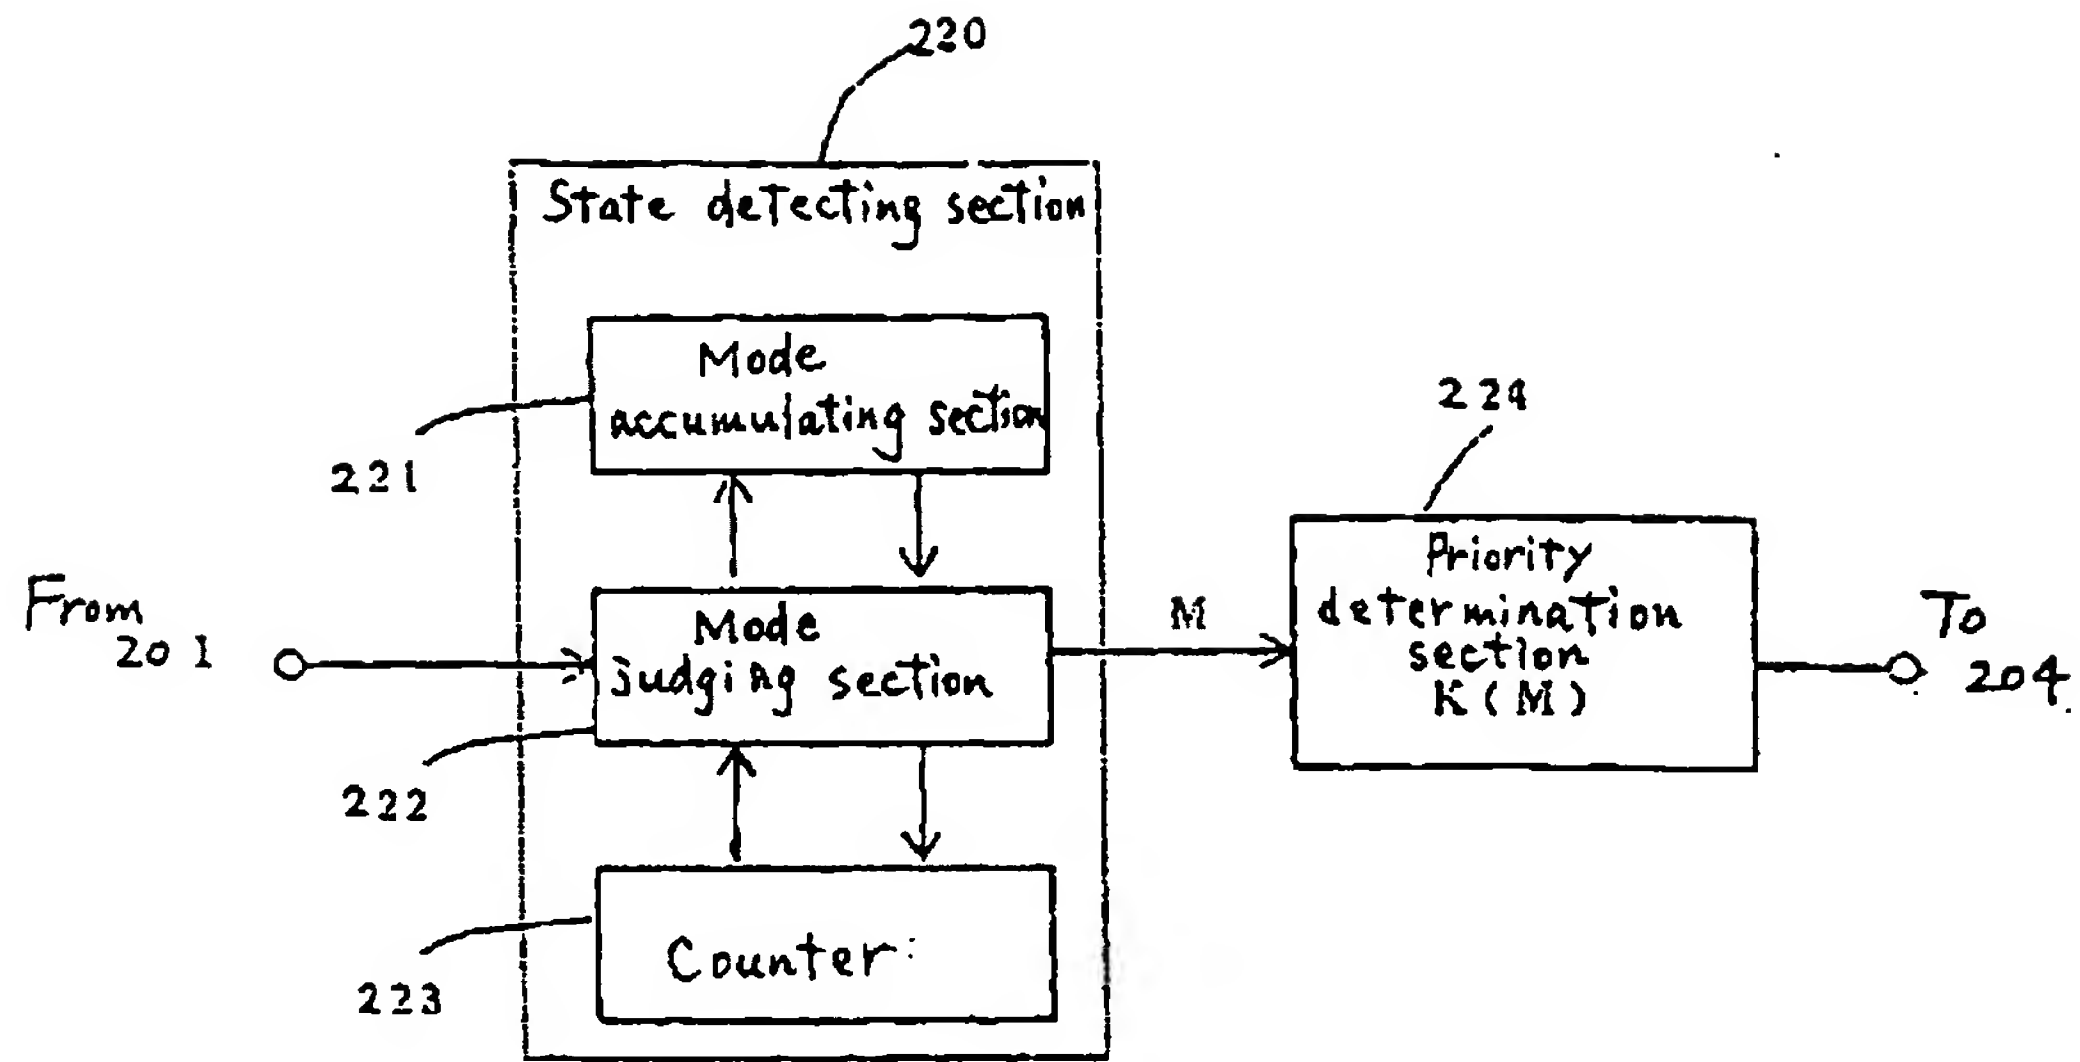 220
State detecting section
Mode
accumulating section
221
224
From
201
Mode
judging section
M
Priority
determination
section
K(M)
To
204
222
Counter
223